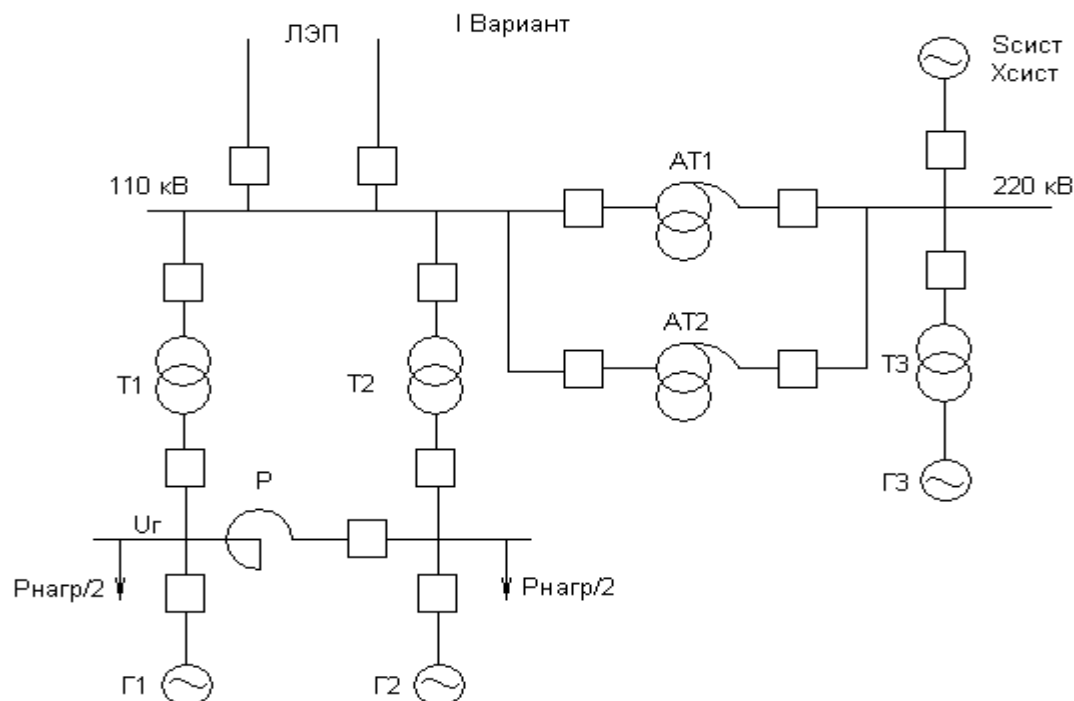 I Вариант
ЛЭП
Sсист
Xсист
АТ1
110 кВ
220 кВ
АТ2
Т1
Т2
Т3
Р
Г3
Uг
Рнагр/2
Рнагр/2
Г1
Г2